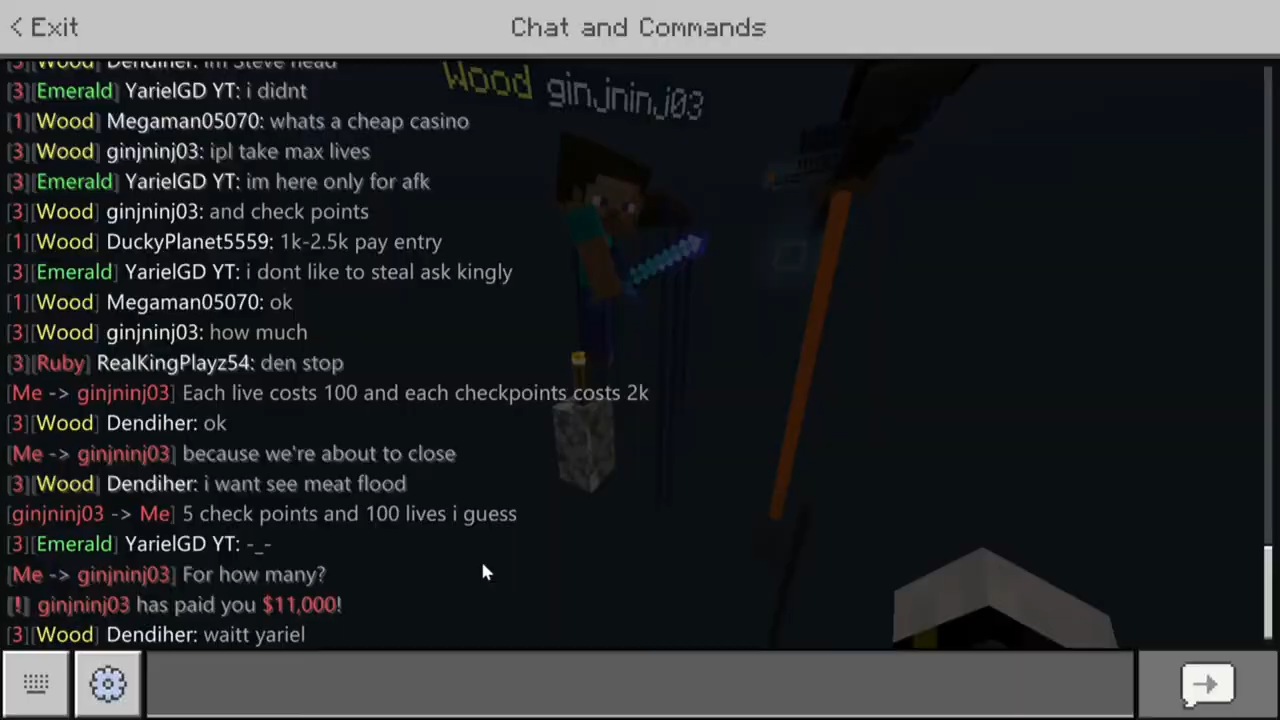 < Exit
Chat and Commands
[3][Wood] Dendiher: im Steve head
Wood ginjninj03
[3][Emerald] YarielGD YT: i didnt
[1][Wood] Megaman05070: whats a cheap casino
[3][Wood] ginjninj03: ipl take max lives
[3][Emerald] YarielGD YT: im here only for afk
[3][Wood] ginjninj03: and check points
[1][Wood] DuckyPlanet5559: 1k-2.5k pay entry
[3][Emerald] YarielGD YT: i dont like to steal ask kingly
[1][Wood] Megaman05070: ok
[3][Wood] ginjninj03: how much
[3][Ruby] RealKingPlayz54: den stop
[Me -> ginjninj03] Each live costs 100 and each checkpoints costs 2k
[3][Wood] Dendiher: ok
[Me -> ginjninj03] because we're about to close
[3][Wood] Dendiher: i want see meat flood
[ginjninj03 -> Me] 5 check points and 100 lives i guess
[3][Emerald] YarielGD YT: -_-
[Me -> ginjninj03] For how many?
[!] ginjninj03 has paid you $11,000!
[3][Wood] Dendiher: waitt yariel